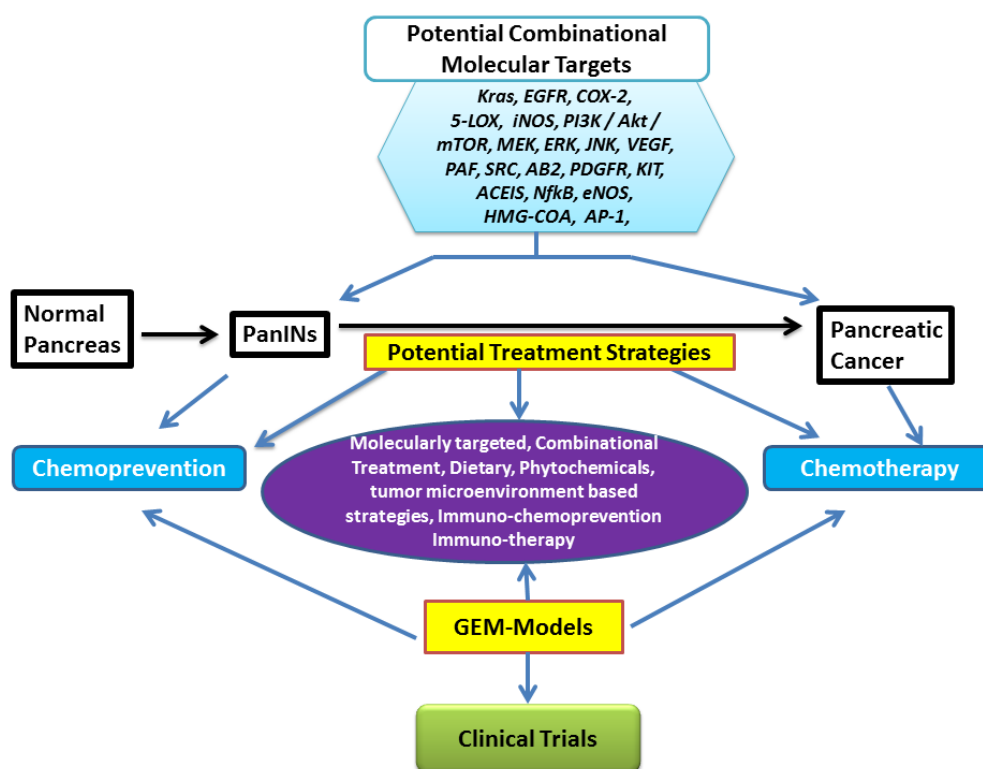 Potential Combinational
Molecular Targets
Kras, EGFR, COX-2,
5-LOX, iNOS, PI3K / Akt /
mTOR, MEK, ERK, JNK, VEGF,
PAF, SRC, AB2, PDGFR, KIT,
ACEIS, NfkB, eNOS,
HMG-COA, AP-1,
Normal
Pancreas
PanINs
Pancreatic
Cancer
Potential Treatment Strategies
Chemoprevention
Molecularly targeted, Combinational
Treatment, Dietary, Phytochemicals,
tumor microenvironment based
strategies, Immuno-chemoprevention
Immuno-therapy
Chemotherapy
GEM-Models
Clinical Trials